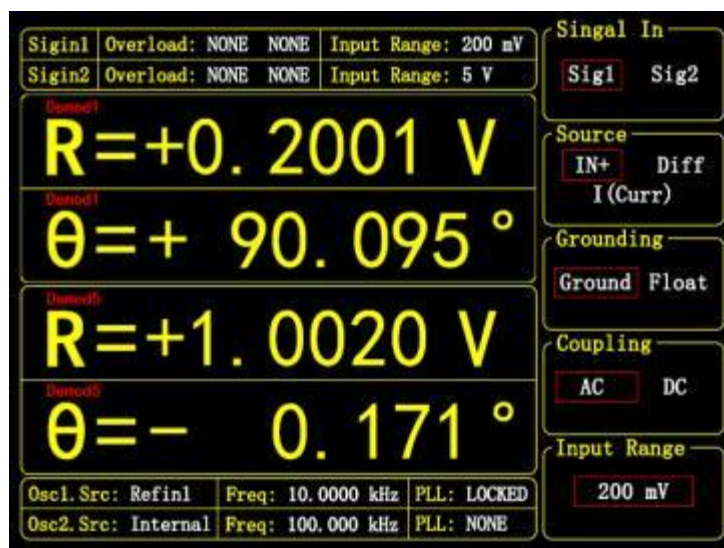 Sigin1 Overload: NONE NONE Input Range: 200 mV
Sigin2 Overload: NONE NONE Input Range: 5 V
Demod1
R=+0.2001 V
Demod1
θ=+ 90.095 °
Demod5
R=+1.0020 V
Demod5
θ=- 0.171 °
Osc1.Src: Refin1 Freq: 10.0000 kHz PLL: LOCKED
Osc2.Src: Internal Freq: 100.000 kHz PLL: NONE
Singal In
Sig1 Sig2
Source
IN+ Diff
I(Curr)
Grounding
Ground Float
Coupling
AC DC
Input Range
200 mV